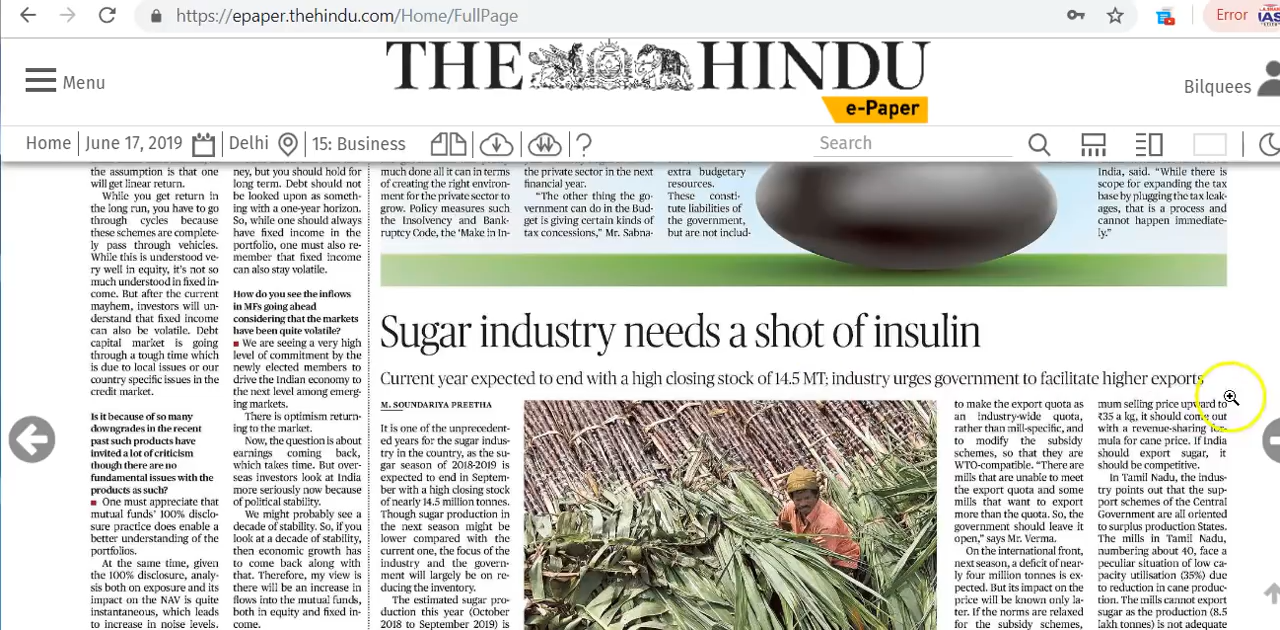 https://epaper.thehindu.com/Home/FullPage
Error
IAS
THE HINDU
e-Paper
Menu
Bilquees
Home
June 17, 2019
Delhi
15: Business
?
Search
the assumption is that one
will get linear return.
While you get return in
the long run, you have to go
through cycles because
these schemes are complete-
ly pass through vehicles.
While this is understood ve-
ry well in equity, it's not so
much understood in fixed in-
come. But after the current
mayhem, investors will un-
derstand that fixed income
can also be volatile. Debt
capital market is going
through a tough time which
is due to local issues or our
country specific issues in the
credit market.
Is it because of so many
downgrades in the recent
past such products have
invited a lot of criticism
though there are no
fundamental issues with the
products as such?
One must appreciate that
mutual funds' 100% disclo-
sure practice does enable a
better understanding of the
portfolios.
At the same time, given
the 100% disclosure, analy-
sis both on exposure and its
impact on the NAV is quite
instantaneous, which leads
to increase in noise levels.
ney, but you should hold for
long term. Debt should not
be looked upon as someth-
ing with a one-year horizon.
So, while one should always
have fixed income in the
portfolio, one must also re-
member that fixed income
can also stay volatile.
How do you see the inflows
in MFs going ahead
considering that the markets
have been quite volatile?
We are seeing a very high
level of commitment by the
newly elected members to
drive the Indian economy to
the next level among emerg-
ing markets.
There is optimism return-
ing to the market.
Now, the question is about
earnings coming back,
which takes time. But over-
seas investors look at India
more seriously now because
of political stability.
We might probably see a
decade of stability. So, if you
look at a decade of stability,
then economic growth has
to come back along with
that. Therefore, my view is
there will be an increase in
flows into the mutual funds,
both in equity and fixed in-
come.
much done all it can in terms
of creating the right environ-
ment for the private sector to
grow. Policy measures such
the Insolvency and Bank-
ruptcy Code, the 'Make in In-
the private sector in the next
financial year.
"The other thing the go-
vernment can do in the Bud-
get is giving certain kinds of
tax concessions," Mr. Sabna-
extra budgetary
resources.
These consti-
tute liabilities of
the government,
but are not includ-
India, said. "While there is
scope for expanding the tax
base by plugging the tax leak-
ages, that is a process and
cannot happen immediate-
ly."
Sugar industry needs a shot of insulin
Current year expected to end with a high closing stock of 14.5 MT; industry urges government to facilitate higher exports
M. SOUNDARIYA PREETHA
It is one of the unprecedent-
ed years for the sugar indus-
try in the country, as the su-
gar season of 2018-2019 is
expected to end in Septem-
ber with a high closing stock
of nearly 14.5 million tonnes.
Though sugar production in
the next season might be
lower compared with the
current one, the focus of the
industry and the govern-
ment will largely be on re-
ducing the inventory.
The estimated sugar pro-
duction this year (October
2018 to September 2019) is
to make the export quota as
an industry-wide quota,
rather than mill-specific, and
to modify the subsidy
schemes, so that they are
WTO-compatible. "There are
mills that are unable to meet
the export quota and some
mills that want to export
more than the quota. So, the
government should leave it
open," says Mr. Verma.
On the international front,
next season, a deficit of near-
ly four million tonnes is ex-
pected. But its impact on the
price will be known only la-
ter. If the norms are relaxed
for the subsidy schemes,
mum selling price upward to
₹35 a kg, it should come out
with a revenue-sharing for-
mula for cane price. If India
should export sugar, it
should be competitive.
In Tamil Nadu, the indus-
try points out that the sup-
port schemes of the Central
Government are all oriented
to surplus production States.
The mills in Tamil Nadu,
numbering about 40, face a
peculiar situation of low ca-
pacity utilisation (35%) due
to reduction in cane produc-
tion. The mills cannot export
sugar as the production (8.5
lakh tonnes) is not adequate